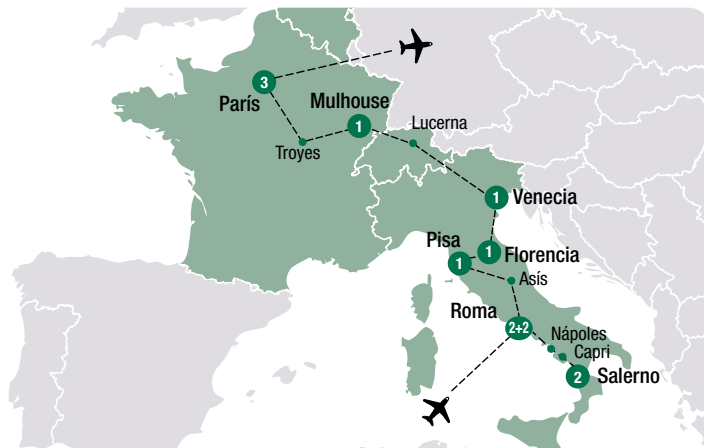 3
París
Mulhouse
1
Lucerna
Troyes
1
Venecia
Pisa
1
1
Florencia
Asís
Roma
2+2
Nápoles
Capri
2
Salerno